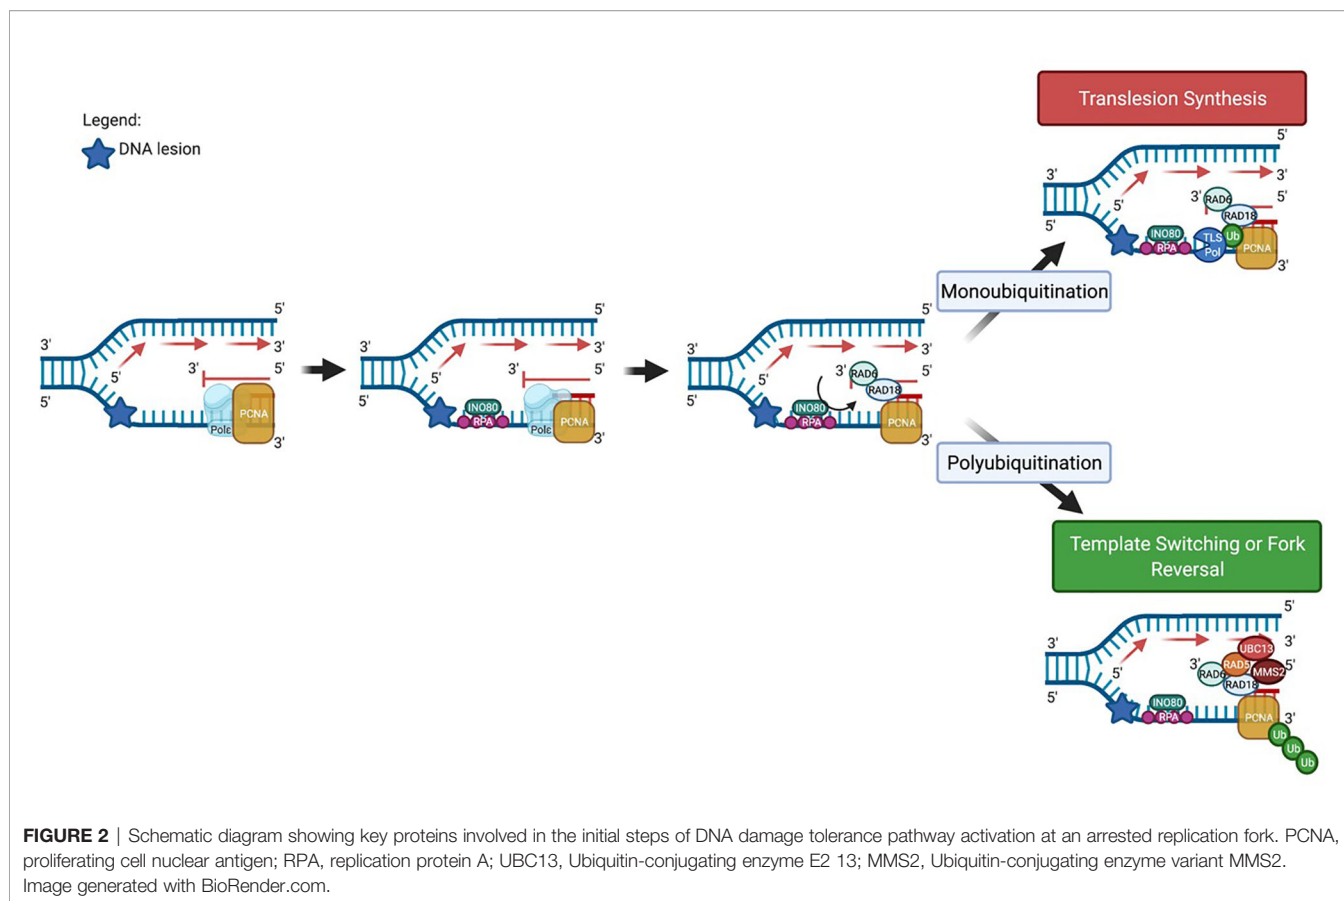 Legend:
DNA lesion
3'
5'
5'
3'
5'
3'
5'
3'
Polε
PCNA
3'
5'
5'
3'
5'
3'
5'
3'
INO80
RPA
Polε
PCNA
3'
5'
5'
3'
5'
3'
5'
3'
RAD6
RAD18
INO80
RPA
PCNA
Monoubiquitination
Polyubiquitination
Translesion Synthesis
5'
3'
3'
5'
5'
3'
5'
3'
RAD6
RAD18
INO80
RPA
TLS
Pol
Ub
PCNA
Template Switching or Fork
Reversal
5'
3'
3'
5'
5'
3'
5'
3'
UBC13
RAD5
MMS2
RAD6
RAD18
INO80
RPA
PCNA
Ub
Ub
Ub
FIGURE 2 | Schematic diagram showing key proteins involved in the initial steps of DNA damage tolerance pathway activation at an arrested replication fork. PCNA,
proliferating cell nuclear antigen; RPA, replication protein A; UBC13, Ubiquitin-conjugating enzyme E2 13; MMS2, Ubiquitin-conjugating enzyme variant MMS2.
Image generated with BioRender.com.